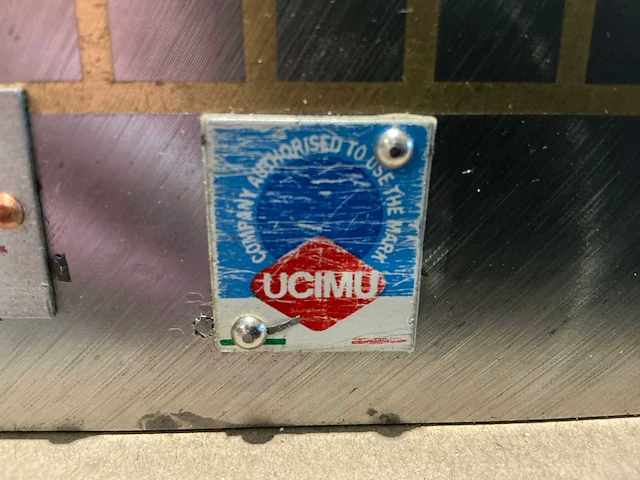 COMPANY AUTHORISED TO USE THE MARK
UCIMU